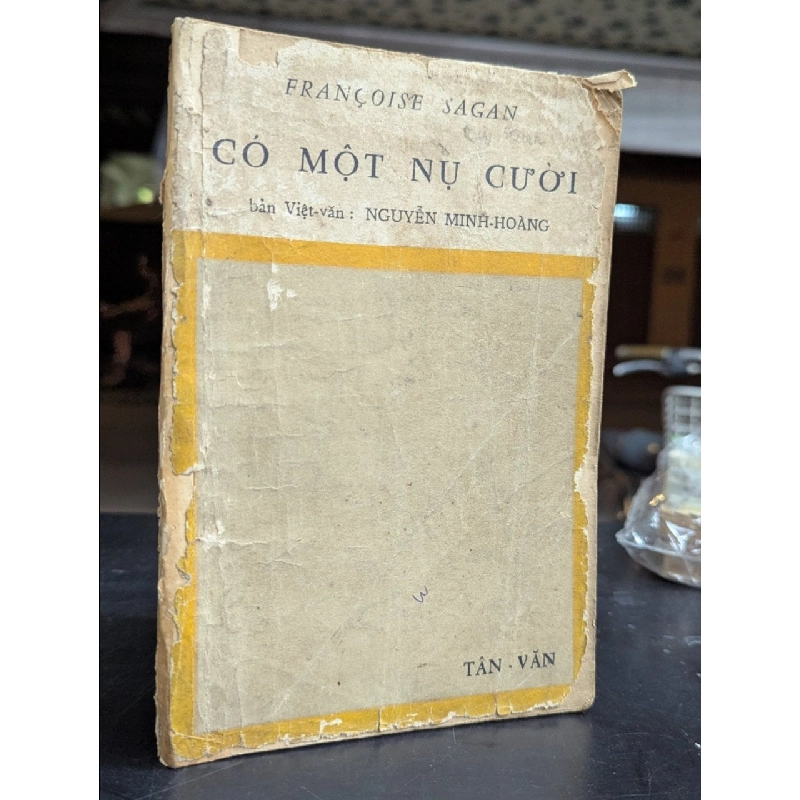 FRANÇOISE SAGAN
CÓ MỘT NỤ CƯỜI
bản Việt-văn: NGUYỄN MINH-HOÀNG
TÂN - VĂN